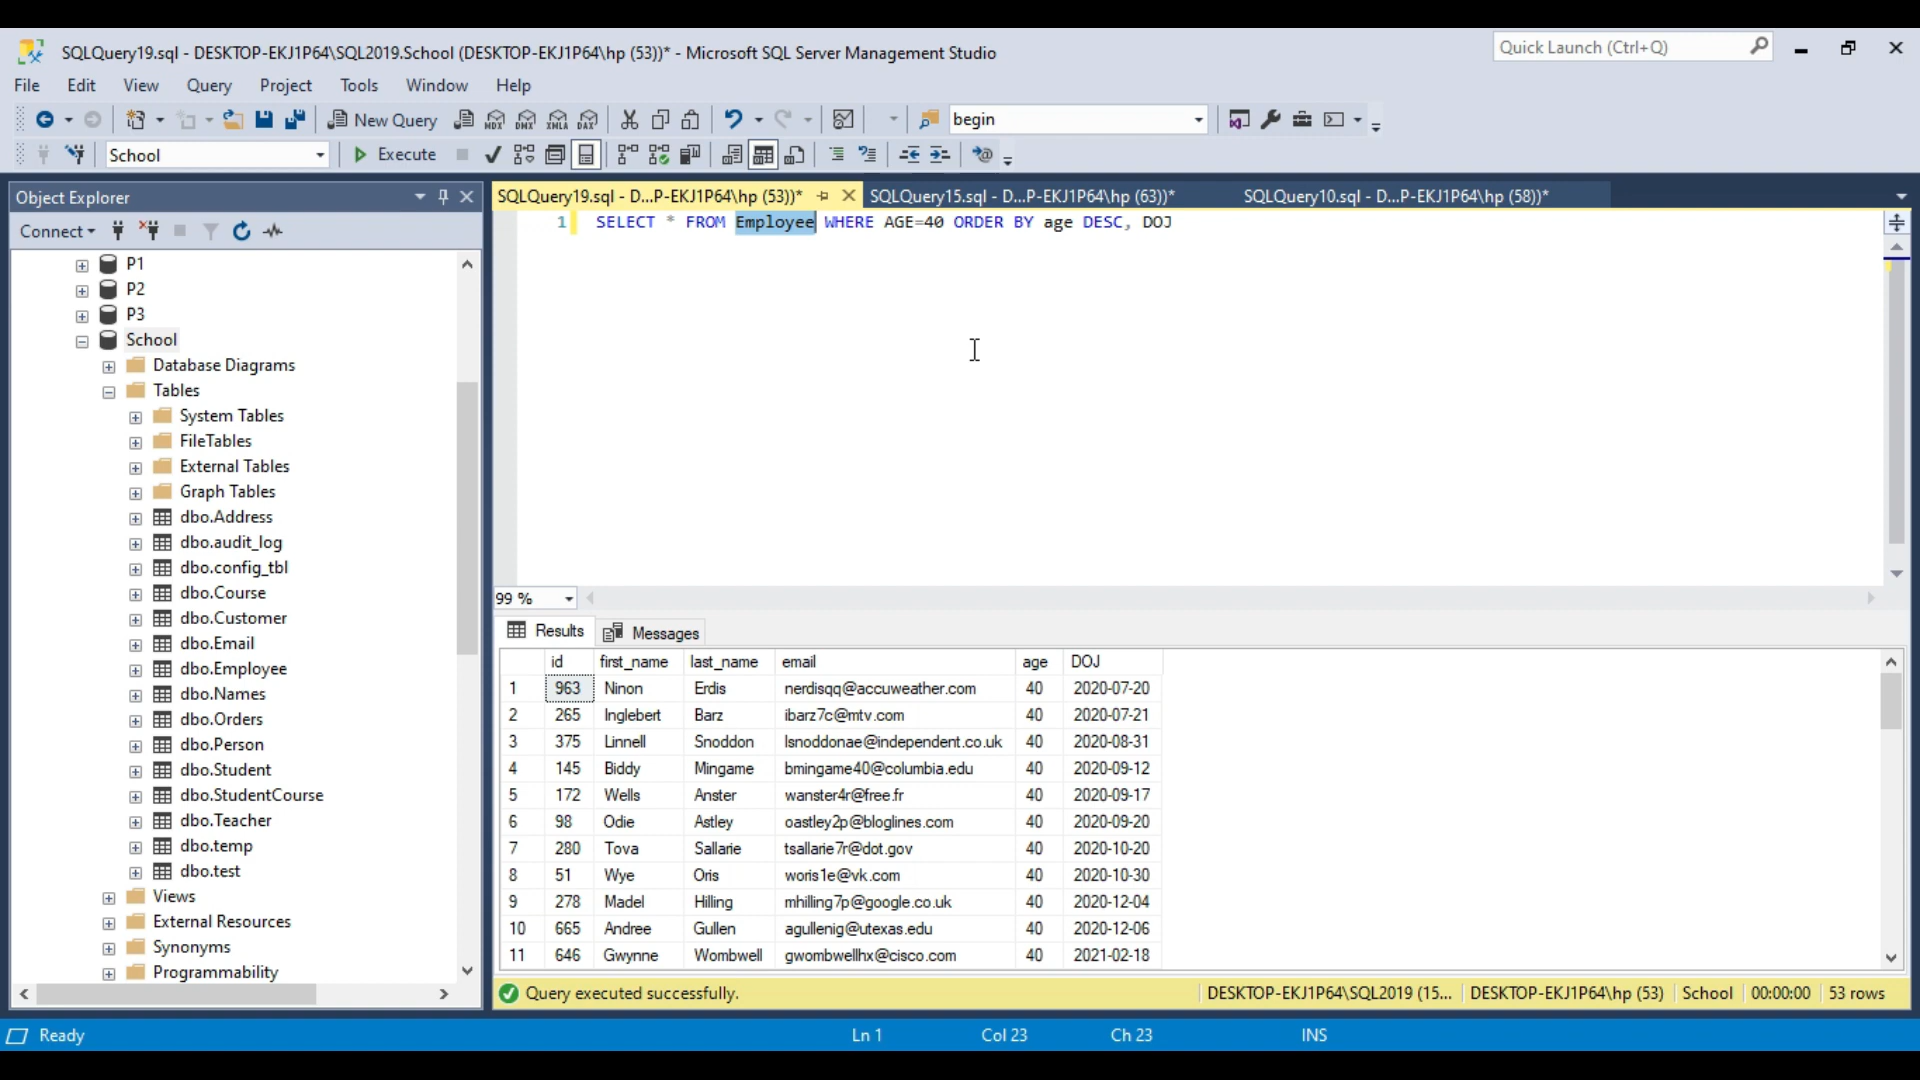 SQLQuery19.sql - DESKTOP-EKJ1P64\SQL2019.School (DESKTOP-EKJ1P64\hp (53))* - Microsoft SQL Server Management Studio
Quick Launch (Ctrl+Q)
File Edit View Query Project Tools Window Help
New Query MDX DMX XMLA DAX begin
School Execute
Object Explorer
SQLQuery19.sql - D...P-EKJ1P64\hp (53))* SQLQuery15.sql - D...P-EKJ1P64\hp (63))* SQLQuery10.sql - D...P-EKJ1P64\hp (58))*
Connect
1 SELECT * FROM Employee WHERE AGE=40 ORDER BY age DESC, DOJ
P1
P2
P3
School
Database Diagrams
Tables
System Tables
FileTables
External Tables
Graph Tables
dbo.Address
dbo.audit_log
dbo.config_tbl
dbo.Course
dbo.Customer
dbo.Email
dbo.Employee
dbo.Names
dbo.Orders
dbo.Person
dbo.Student
dbo.StudentCourse
dbo.Teacher
dbo.temp
dbo.test
Views
External Resources
Synonyms
Programmability
99 %
Results Messages
id first_name last_name email age DOJ
1 963 Ninon Erdis nerdisqq@accuweather.com 40 2020-07-20
2 265 Inglebert Barz ibarz7c@mtv.com 40 2020-07-21
3 375 Linnell Snoddon lsnoddonae@independent.co.uk 40 2020-08-31
4 145 Biddy Mingame bmingame40@columbia.edu 40 2020-09-12
5 172 Wells Anster wanster4r@free.fr 40 2020-09-17
6 98 Odie Astley oastley2p@bloglines.com 40 2020-09-20
7 280 Tova Sallarie tsallarie7r@dot.gov 40 2020-10-20
8 51 Wye Oris woris1e@vk.com 40 2020-10-30
9 278 Madel Hilling mhilling7p@google.co.uk 40 2020-12-04
10 665 Andree Gullen agullenig@utexas.edu 40 2020-12-06
11 646 Gwynne Wombwell gwombwellhx@cisco.com 40 2021-02-18
Query executed successfully. DESKTOP-EKJ1P64\SQL2019 (15... DESKTOP-EKJ1P64\hp (53) School 00:00:00 53 rows
Ready Ln 1 Col 23 Ch 23 INS